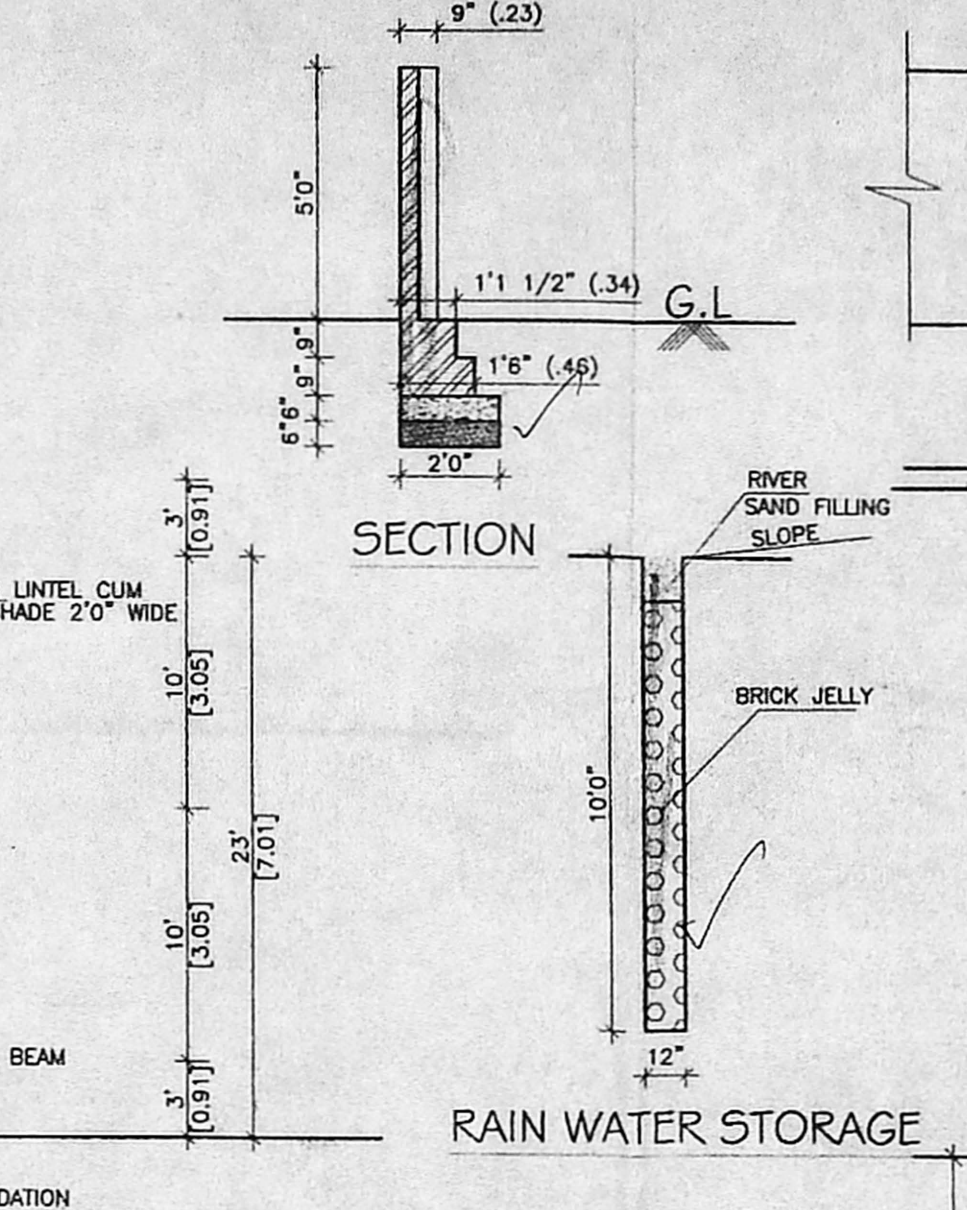 9" (.23)
5'0"
1'1 1/2" (.34)
G.L
9"
9"
1'6" (.46)
6"6"
2'0"
SECTION
3'
[0.91]
RIVER
SAND FILLING
SLOPE
LINTEL CUM
HADE 2'0" WIDE
10'
[3.05]
BRICK JELLY
10'0"
23'
[7.01]
10'
[3.05]
BEAM
12"
3'
[0.91]
RAIN WATER STORAGE
DATION